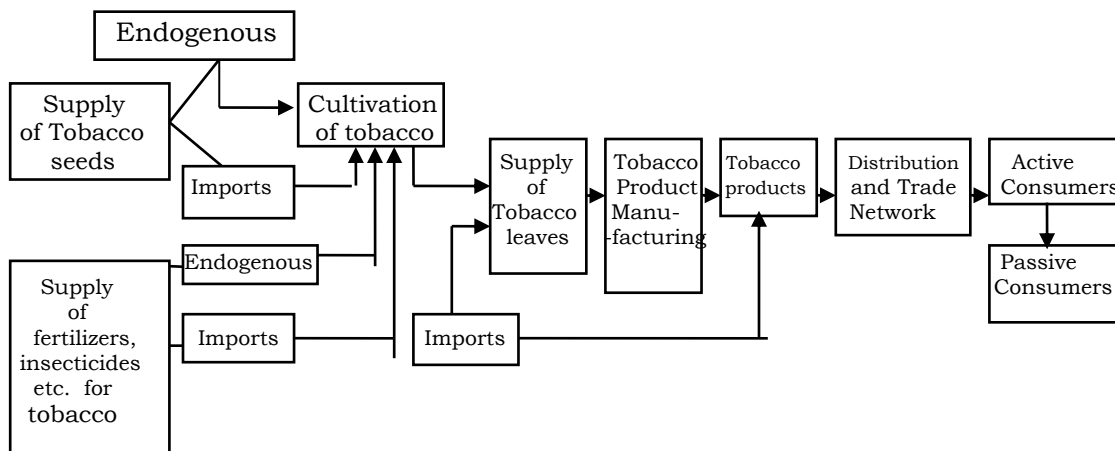 Endogenous
Supply
of Tobacco
seeds
Imports
Cultivation
of tobacco
Endogenous
Supply
of
fertilizers,
insecticides
etc. for
tobacco
Imports
Supply
of
Tobacco
leaves
Imports
Tobacco
Product
Manu-
-facturing
Tobacco
products
Distribution
and Trade
Network
Active
Consumers
Passive
Consumers